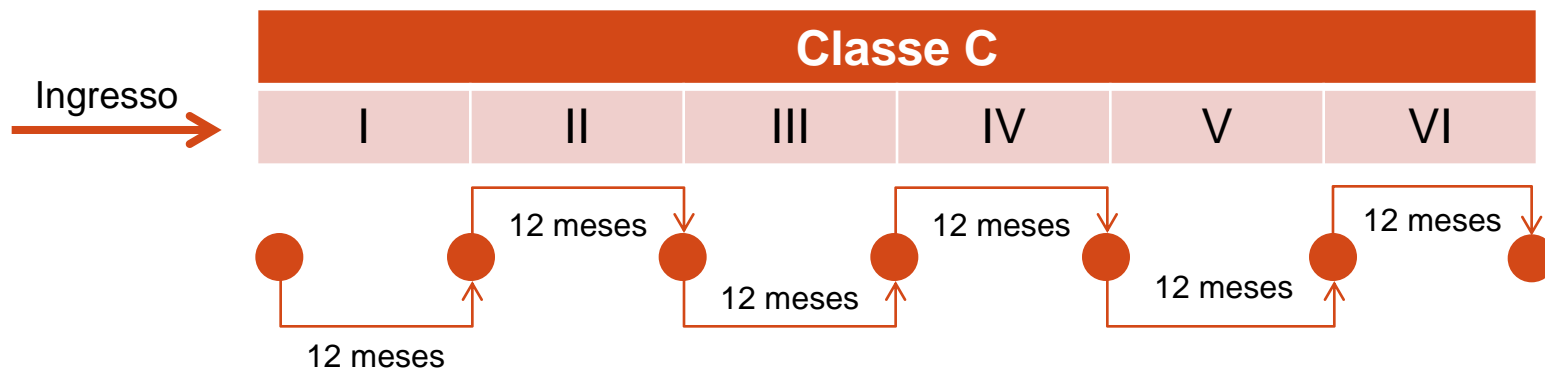 Classe C
Ingresso
I II III IV V VI
12 meses 12 meses 12 meses
12 meses 12 meses
12 meses